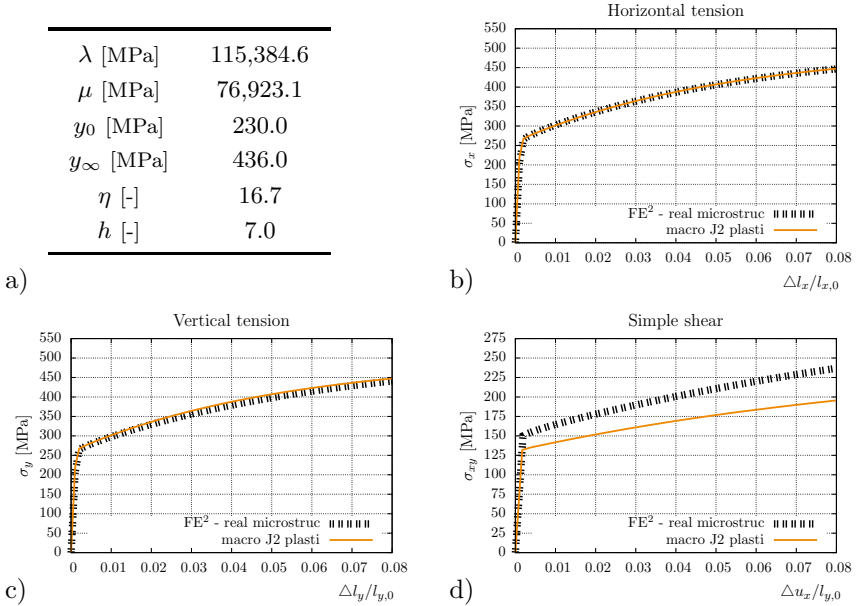 λ [MPa] 115,384.6
μ [MPa] 76,923.1
y₀ [MPa] 230.0
y∞ [MPa] 436.0
η [-] 16.7
h [-] 7.0
a)
Horizontal tension
550
500
450
400
350
300
250
200
150
100
50
0
σₓ [MPa]
FE² - real microstruc
macro J2 plasti
0 0.01 0.02 0.03 0.04 0.05 0.06 0.07 0.08
△lₓ/lₓ,₀
b)
Vertical tension
550
500
450
400
350
300
250
200
150
100
50
0
σ_y [MPa]
FE² - real microstruc
macro J2 plasti
0 0.01 0.02 0.03 0.04 0.05 0.06 0.07 0.08
△l_y/l_y,₀
c)
Simple shear
275
250
225
200
175
150
125
100
75
50
25
0
σ_xy [MPa]
FE² - real microstruc
macro J2 plasti
0 0.01 0.02 0.03 0.04 0.05 0.06 0.07 0.08
△uₓ/l_y,₀
d)